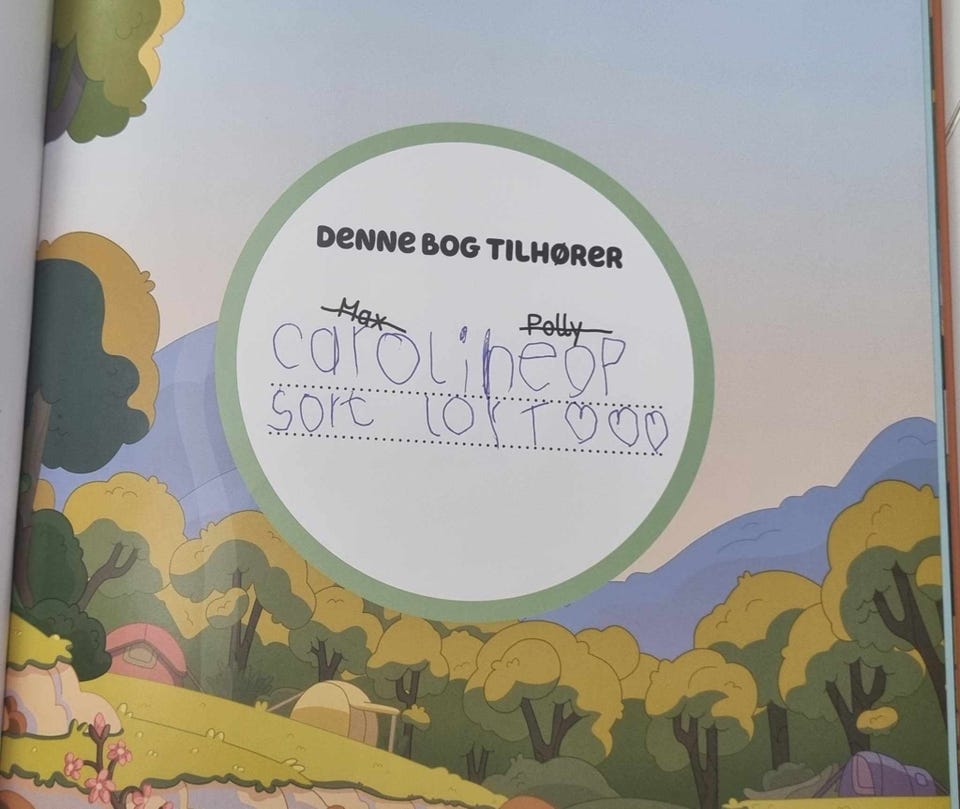 DENNE BOG TILHØRER
Max Polly
carolineop
sort lort ♡♡♡